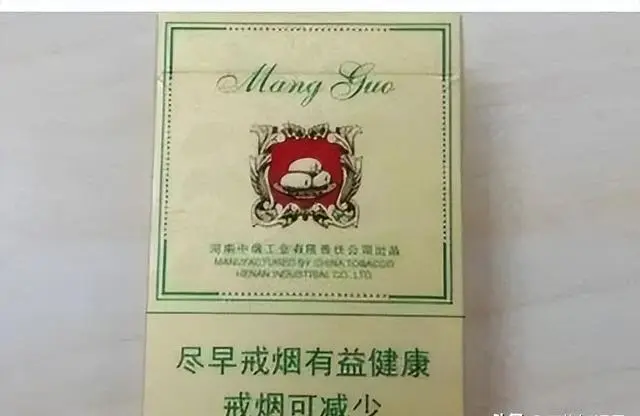 Mang Guo
河南中烟工业有限责任公司出品
MANUFACTURED BY CHINA TOBACCO
HENAN INDUSTRIAL CO.,LTD.
尽早戒烟有益健康
戒烟可减少